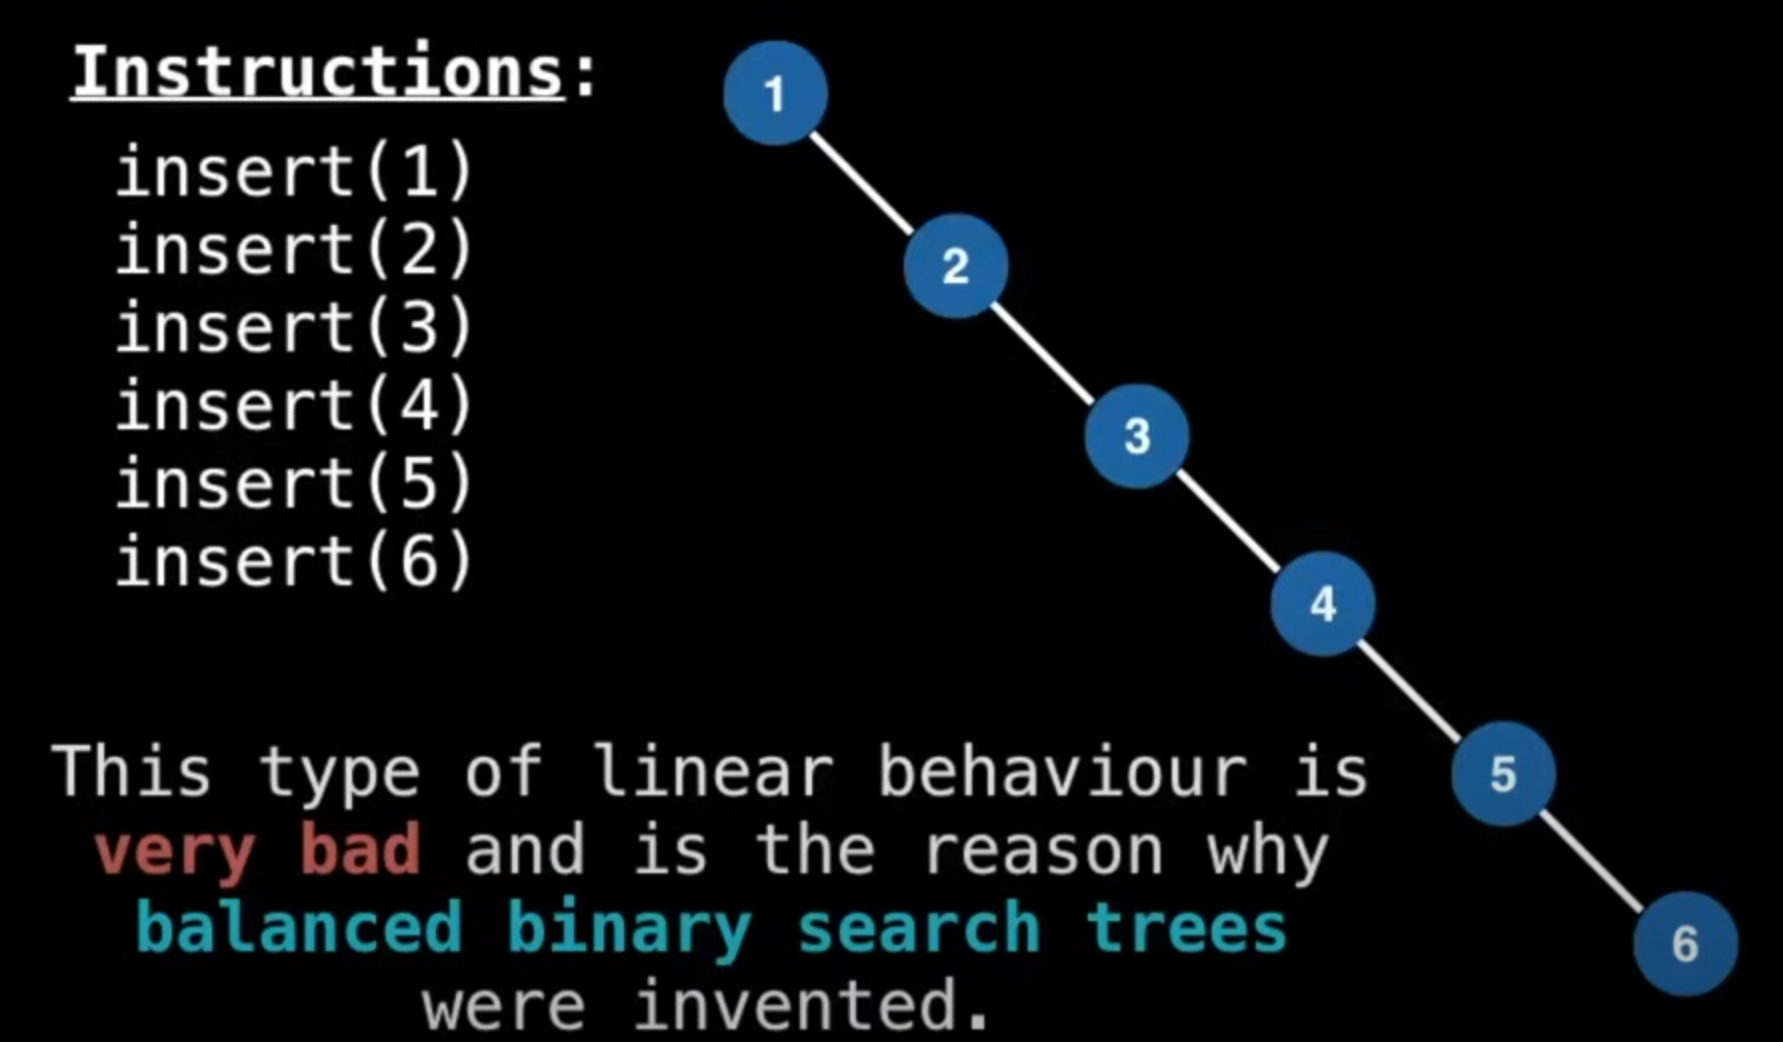 Instructions:
insert(1)
insert(2)
insert(3)
insert(4)
insert(5)
insert(6)
1
2
3
4
5
6
This type of linear behaviour is
very bad and is the reason why
balanced binary search trees
were invented.